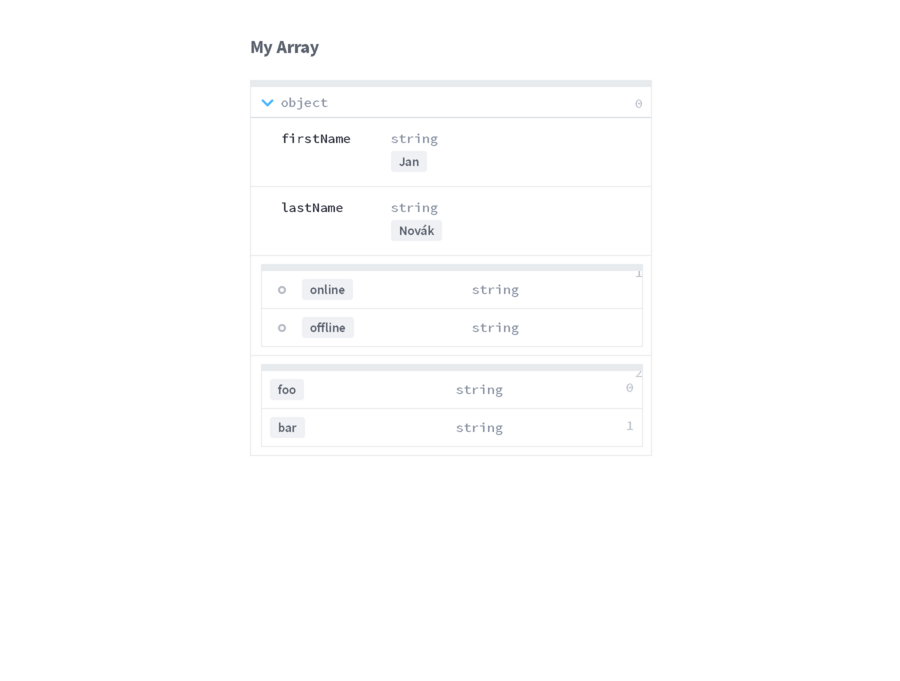 My Array
object 0
firstName string
Jan
lastName string
Novák
1
online string
offline string
2
foo string 0
bar string 1